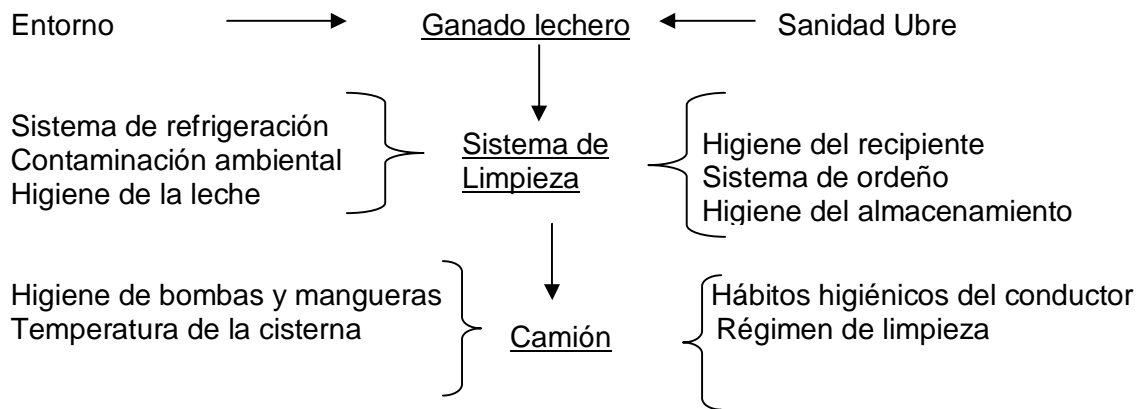 Entorno
Ganado lechero
Sanidad Ubre
Sistema de refrigeración
Contaminación ambiental
Higiene de la leche
Sistema de
Limpieza
Higiene del recipiente
Sistema de ordeño
Higiene del almacenamiento
Higiene de bombas y mangueras
Temperatura de la cisterna
Camión
Hábitos higiénicos del conductor
Régimen de limpieza